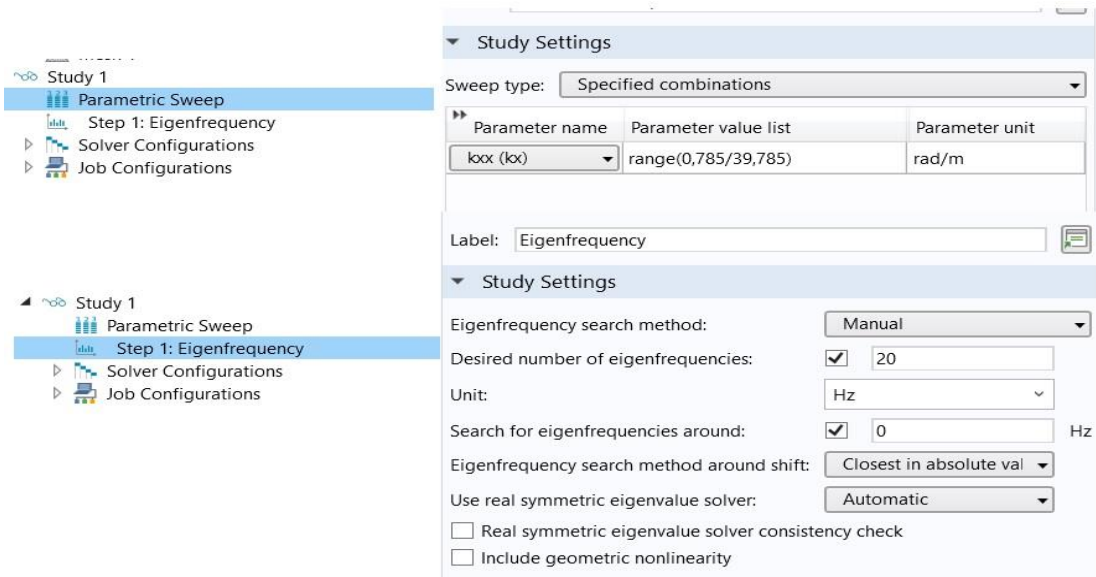 Study 1
Parametric Sweep
Step 1: Eigenfrequency
Solver Configurations
Job Configurations
Study Settings
Sweep type: Specified combinations
Parameter name Parameter value list Parameter unit
kxx (kx) range(0,785/39,785) rad/m
Study 1
Parametric Sweep
Step 1: Eigenfrequency
Solver Configurations
Job Configurations
Label: Eigenfrequency
Study Settings
Eigenfrequency search method: Manual
Desired number of eigenfrequencies: 20
Unit: Hz
Search for eigenfrequencies around: 0 Hz
Eigenfrequency search method around shift: Closest in absolute val
Use real symmetric eigenvalue solver: Automatic
Real symmetric eigenvalue solver consistency check
Include geometric nonlinearity